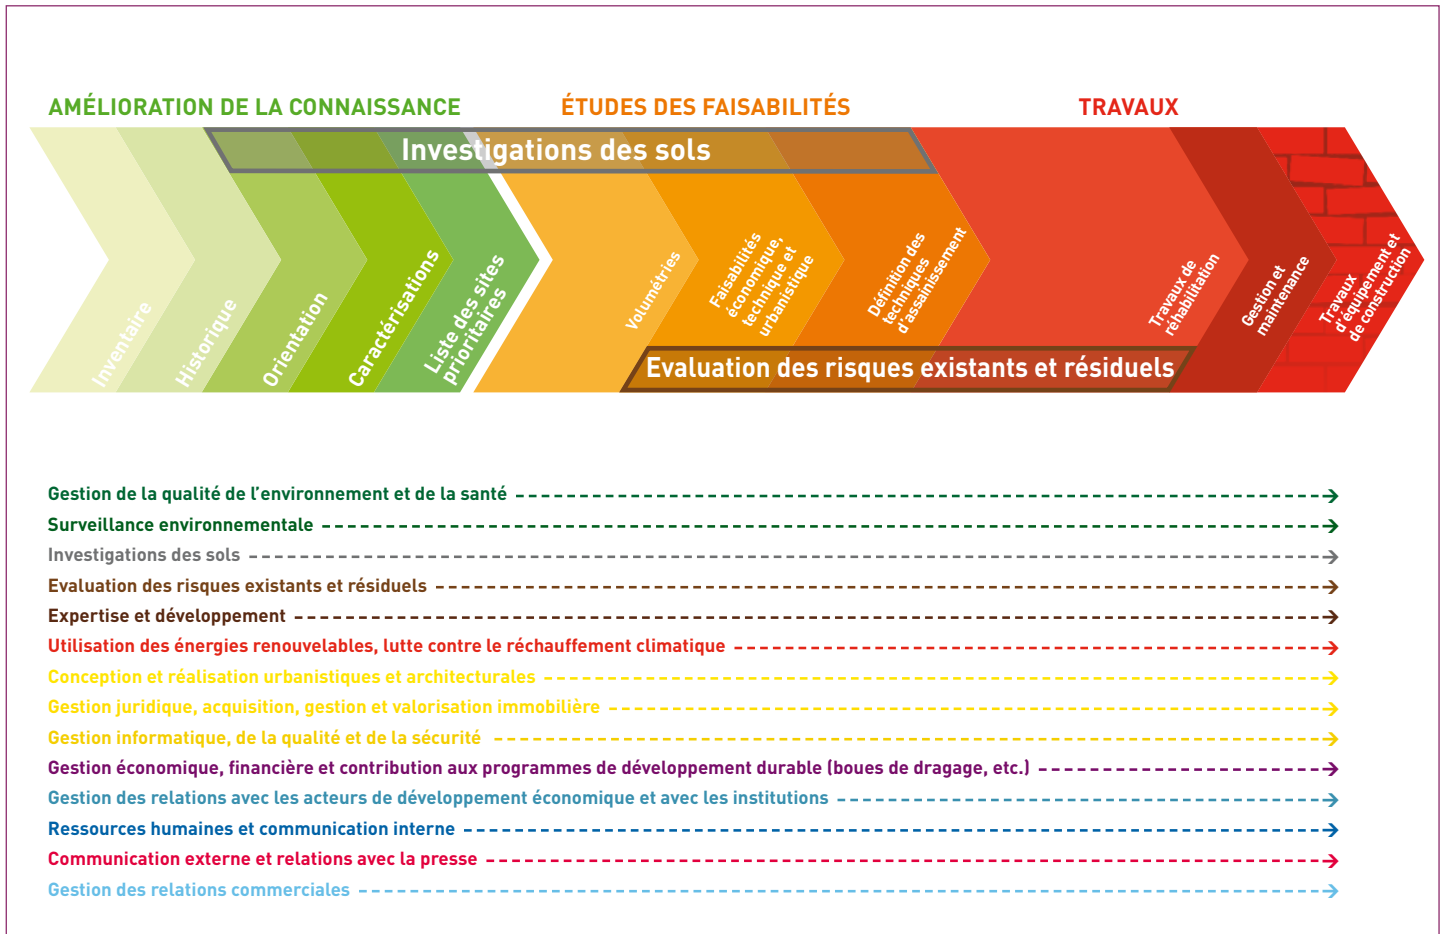 AMÉLIORATION DE LA CONNAISSANCE
ÉTUDES DES FAISABILITÉS
TRAVAUX
Investigations des sols
Inventaire
Historique
Orientation
Caractérisations
Liste des sites
prioritaires
Volumétries
Faisabilités
économique,
technique et
urbanistique
Définition des
techniques
d'assainissement
Travaux de
réhabilitation
Gestion et
maintenance
Travaux
d'équipement et
de construction
Evaluation des risques existants et résiduels
Gestion de la qualité de l'environnement et de la santé
Surveillance environnementale
Investigations des sols
Evaluation des risques existants et résiduels
Expertise et développement
Utilisation des énergies renouvelables, lutte contre le réchauffement climatique
Conception et réalisation urbanistiques et architecturales
Gestion juridique, acquisition, gestion et valorisation immobilière
Gestion informatique, de la qualité et de la sécurité
Gestion économique, financière et contribution aux programmes de développement durable (boues de dragage, etc.)
Gestion des relations avec les acteurs de développement économique et avec les institutions
Ressources humaines et communication interne
Communication externe et relations avec la presse
Gestion des relations commerciales